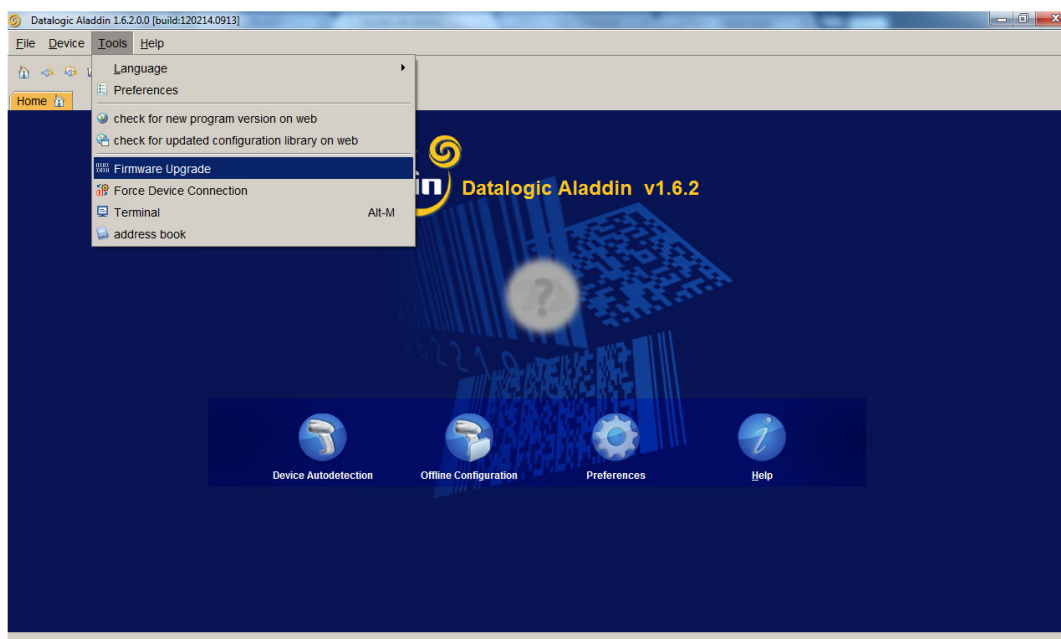 Datalogic Aladdin 1.6.2.0.0 [build:120214.0913]
File Device Tools Help
Language
Preferences
Home
check for new program version on web
check for updated configuration library on web
Firmware Upgrade
Force Device Connection
Terminal Alt-M
address book
Datalogic Aladdin v1.6.2
?
Device Autodetection Offline Configuration Preferences Help